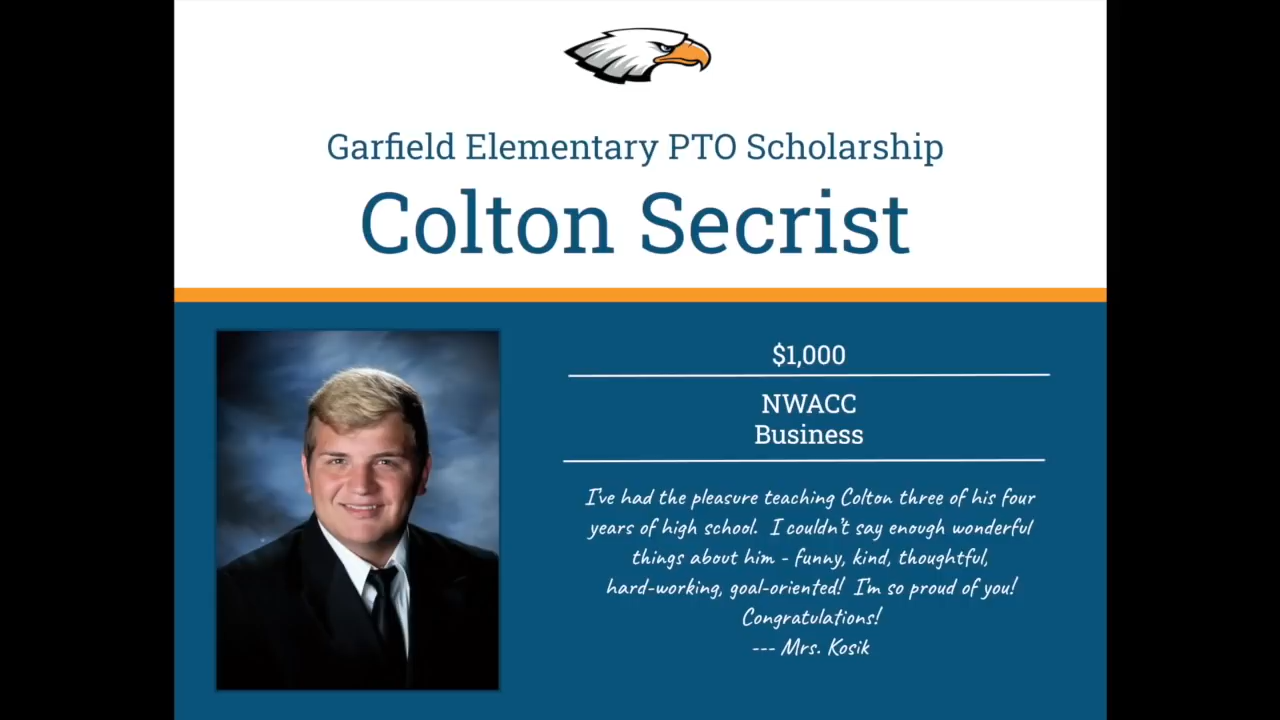 Garfield Elementary PTO Scholarship
Colton Secrist
$1,000
NWACC
Business
I've had the pleasure teaching Colton three of his four
years of high school.  I couldn't say enough wonderful
things about him - funny, kind, thoughtful,
hard-working, goal-oriented!  I'm so proud of you!
Congratulations!
--- Mrs. Kosik